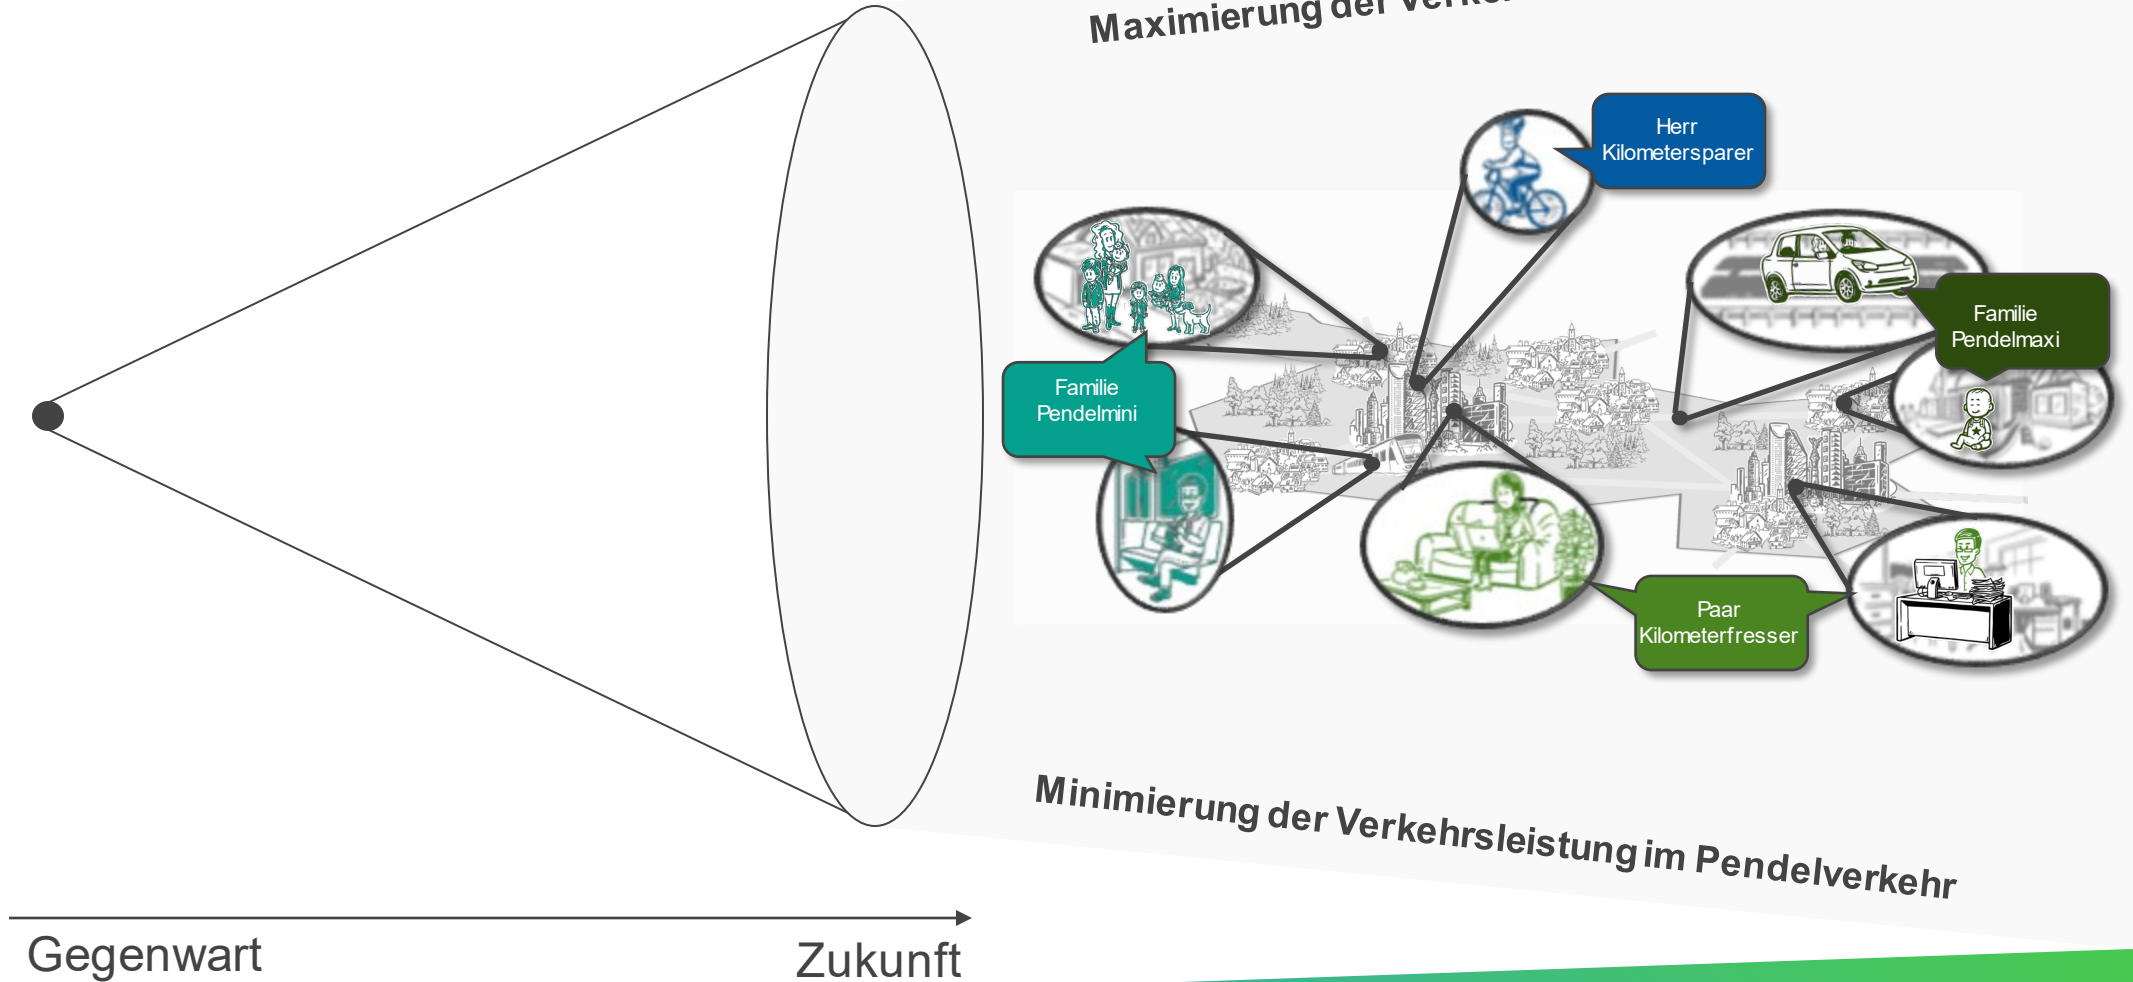 Maximierung der
Herr
Kilometersparer
Familie
Pendelmaxi
Familie
Pendelmini
Paar
Kilometerfresser
Minimierung der Verkehrsleistung im Pendelverkehr
Gegenwart
Zukunft